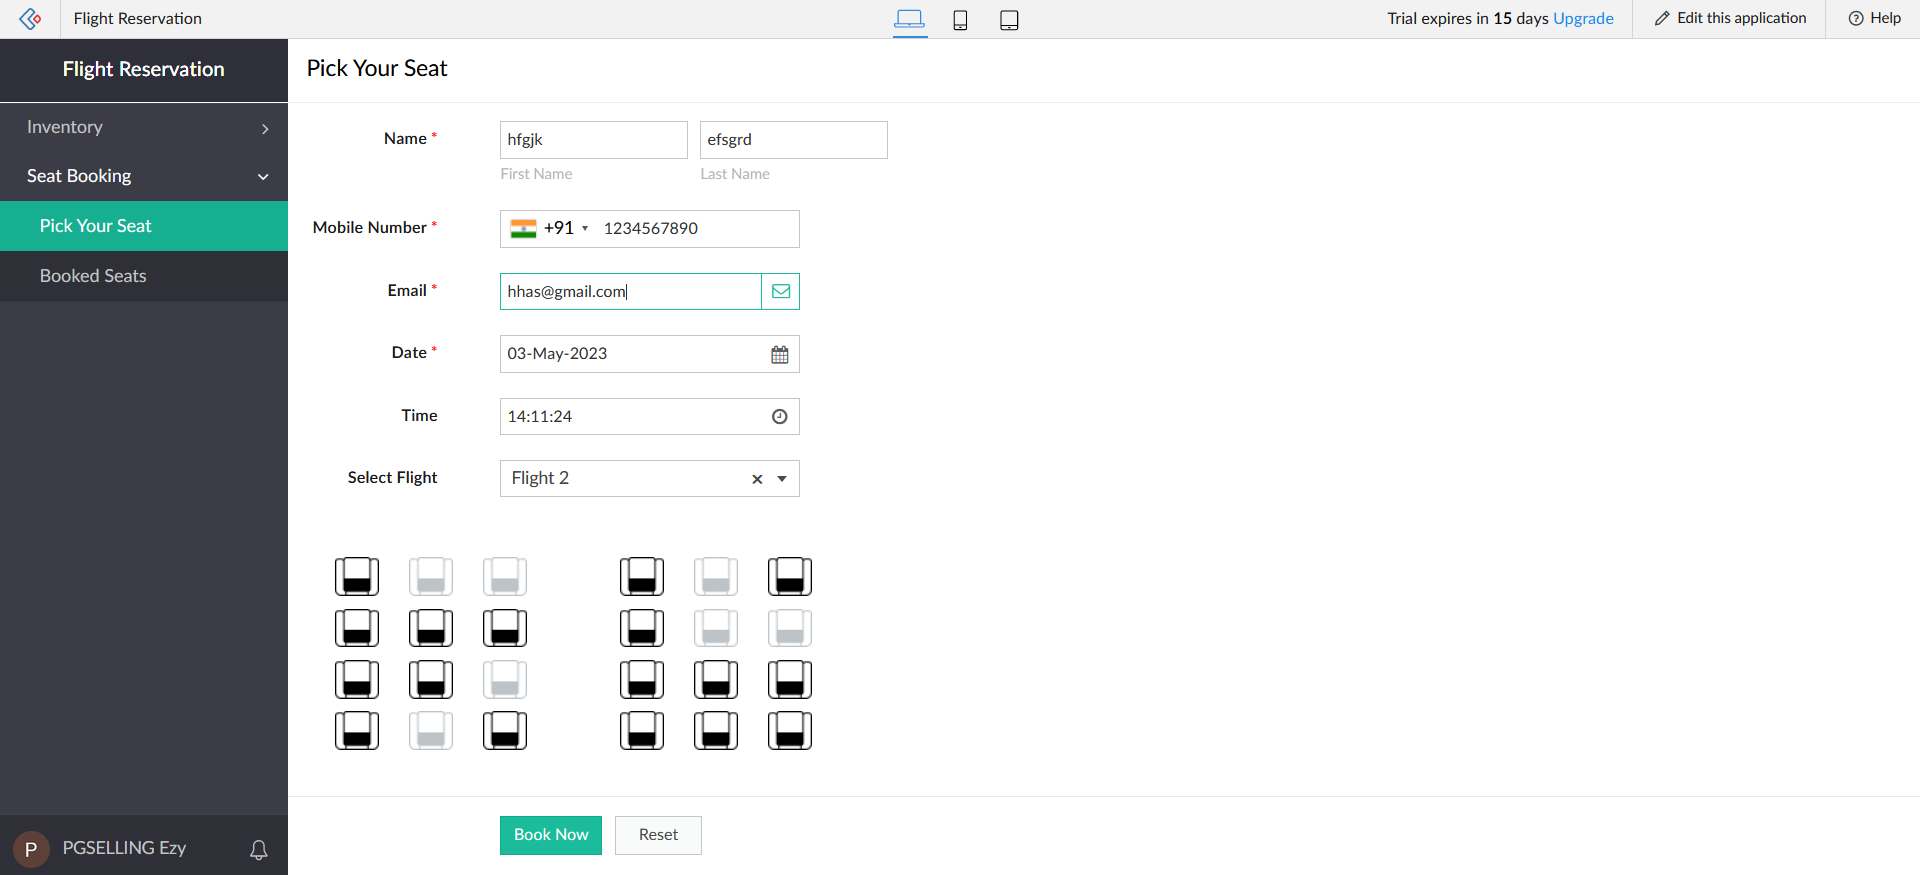 Flight Reservation
Trial expires in 15 days Upgrade
Edit this application
Help
Flight Reservation
Pick Your Seat
Inventory
Seat Booking
Pick Your Seat
Booked Seats
Name *
hfgjk
efsgrd
First Name
Last Name
Mobile Number *
+91
1234567890
Email *
hhas@gmail.com
Date *
03-May-2023
Time
14:11:24
Select Flight
Flight 2
Book Now
Reset
P
PGSELLING Ezy